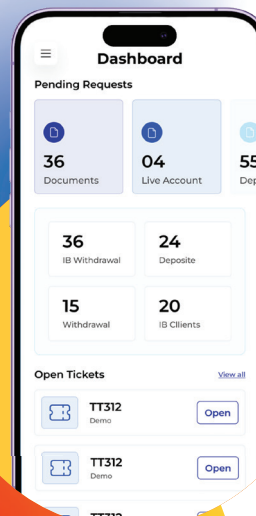 Dashboard
Pending Requests
36
Documents
04
Live Account
55
Dep
36
IB Withdrawal
24
Deposite
15
Withdrawal
20
IB Cllients
Open Tickets
View all
TT312
Demo
Open
TT312
Demo
Open
TT312